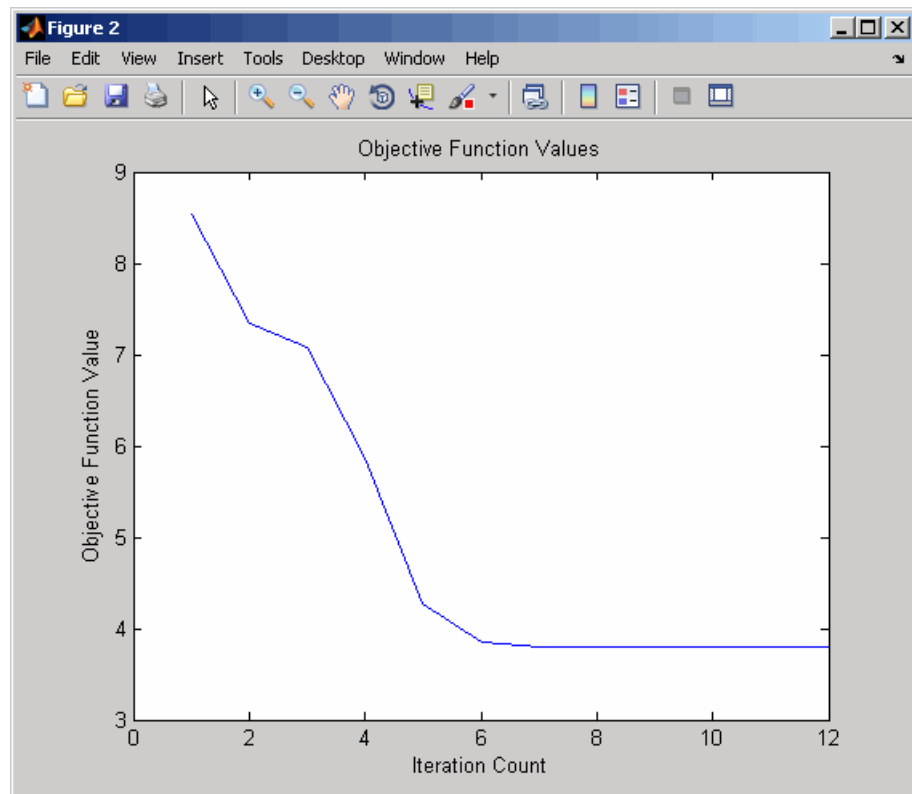 Figure 2
File Edit View Insert Tools Desktop Window Help
Objective Function Values
Objective Function Value
9
8
7
6
5
4
3
0 2 4 6 8 10 12
Iteration Count